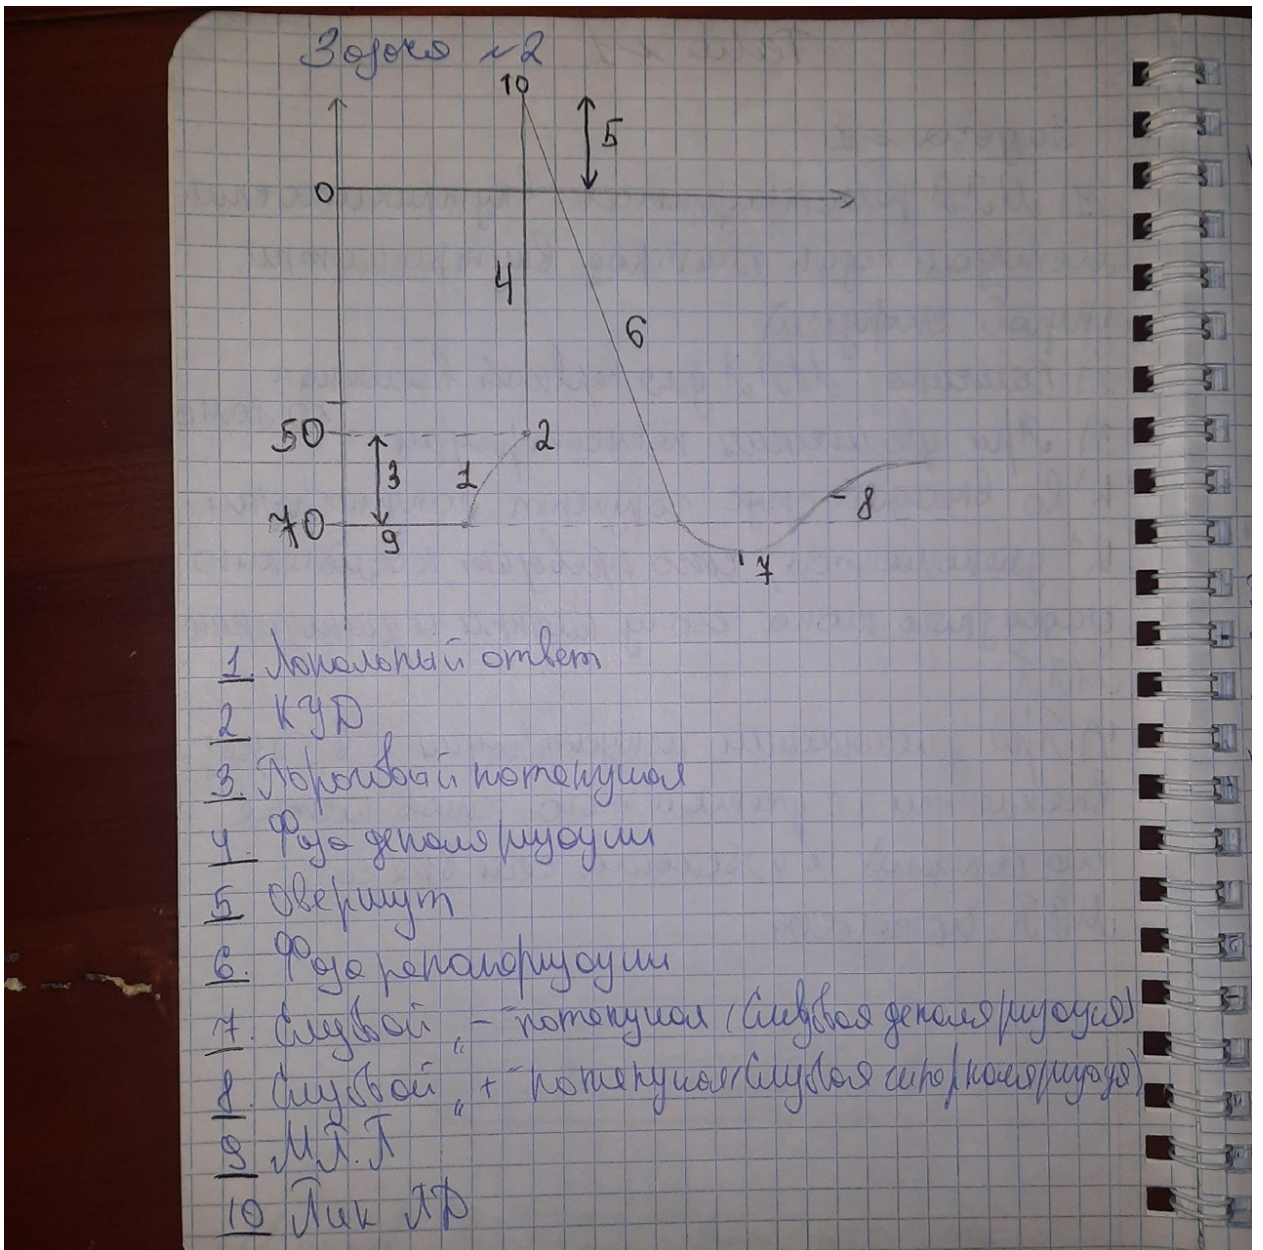 Задача №2
10
5
0
4
6
50
2
3
1
70
9
8
7
1 Локальный ответ
2 КУД
3. Пороговый потенциал
4. Фаза деполяризации
5 Овершут
6. Фаза реполяризации
7. Следовой „-" потенциал (Следовая деполяризация)
8. Следовой „+" потенциал (Следовая гиперполяризация)
9 М.П.П
10 Пик ПД